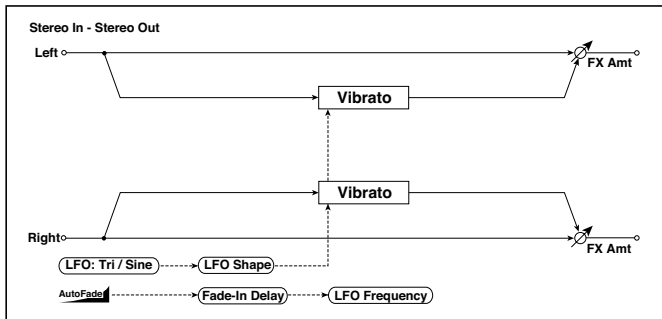 Stereo In - Stereo Out
Left
FX Amt
Vibrato
Vibrato
Right
FX Amt
LFO: Tri / Sine
LFO Shape
AutoFade
Fade-In Delay
LFO Frequency